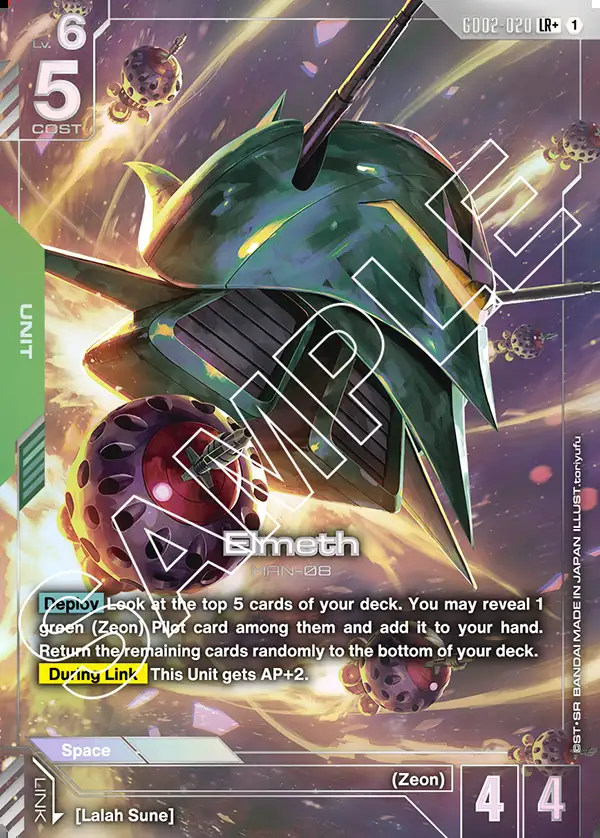 Lv. 6
5
COST
GD02-020 LR+ 1
UNIT
SAMPLE
Elmeth
MAN-08
Deploy Look at the top 5 cards of your deck. You may reveal 1
green (Zeon) Pilot card among them and add it to your hand.
Return the remaining cards randomly to the bottom of your deck.
During Link This Unit gets AP+2.
Space
(Zeon)
LINK
[Lalah Sune]
4 4
©ST・SR BANDAI MADE IN JAPAN ILLUST.toriyufu